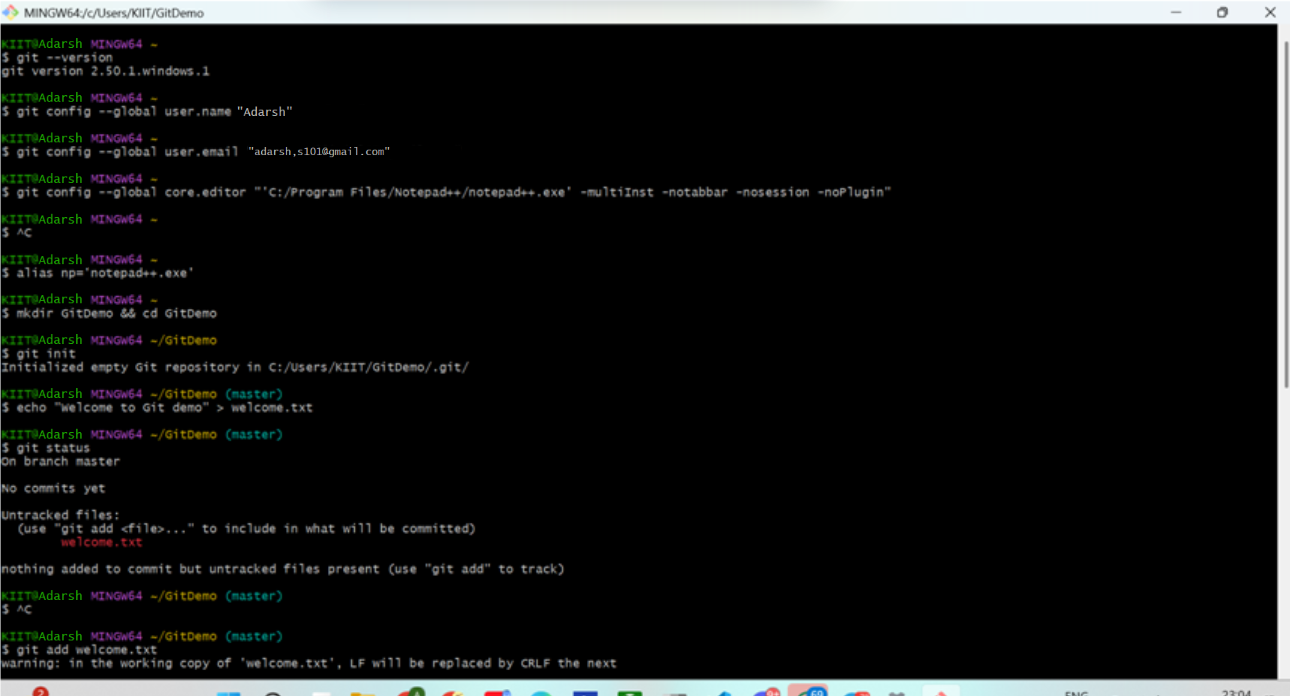 MINGW64:/c/Users/KIIT/GitDemo
KIIT@Adarsh MINGW64 ~
$ git --version
git version 2.50.1.windows.1
KIIT@Adarsh MINGW64 ~
$ git config --global user.name "Adarsh"
KIIT@Adarsh MINGW64 ~
$ git config --global user.email "adarsh,s101@gmail.com"
KIIT@Adarsh MINGW64 ~
$ git config --global core.editor "'C:/Program Files/Notepad++/notepad++.exe' -multiInst -notabbar -nosession -noPlugin"
KIIT@Adarsh MINGW64 ~
$ ^C
KIIT@Adarsh MINGW64 ~
$ alias np='notepad++.exe'
KIIT@Adarsh MINGW64 ~
$ mkdir GitDemo && cd GitDemo
KIIT@Adarsh MINGW64 ~/GitDemo
$ git init
Initialized empty Git repository in C:/Users/KIIT/GitDemo/.git/
KIIT@Adarsh MINGW64 ~/GitDemo (master)
$ echo "Welcome to Git demo" > welcome.txt
KIIT@Adarsh MINGW64 ~/GitDemo (master)
$ git status
On branch master
No commits yet
Untracked files:
(use "git add <file>..." to include in what will be committed)
welcome.txt
nothing added to commit but untracked files present (use "git add" to track)
KIIT@Adarsh MINGW64 ~/GitDemo (master)
$ ^C
KIIT@Adarsh MINGW64 ~/GitDemo (master)
$ git add welcome.txt
warning: in the working copy of 'welcome.txt', LF will be replaced by CRLF the next
2
69
ENG
23:04